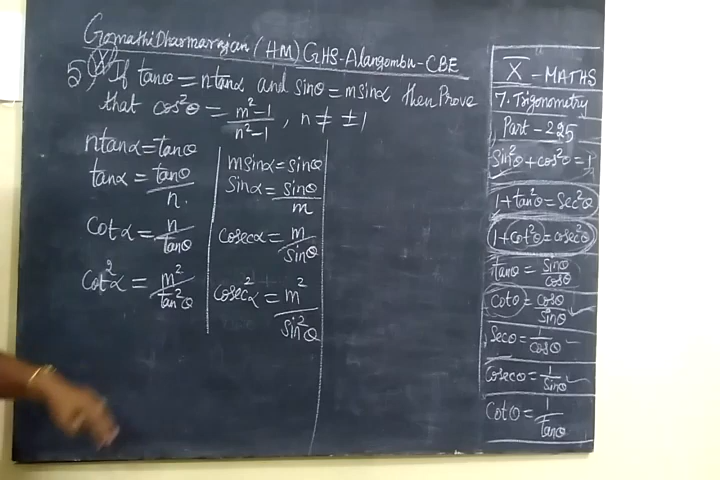 Gomathi Dharmarajan (HM) GHS-Alangombu-CBE
5) If tanθ = ntanα and sinθ = msinα then Prove
that cos²θ = m²-1/n²-1 , n ≠ ±1
ntanα = tanθ
tanα = tanθ/n.
Cotα = n/tanθ
Cot²α = m²/tan²θ
msinα = sinθ
sinα = sinθ/m
cosecα = m/sinθ
cosec²α = m²/sin²θ
X - MATHS
7. Trigonometry
Part - 225
sin²θ + cos²θ = 1
1 + tan²θ = sec²θ
1 + cot²θ = cosec²θ
tanθ = sinθ/cosθ
Cotθ = cosθ/sinθ
Secθ = 1/cosθ
Cosecθ = 1/sinθ
Cotθ = 1/tanθ